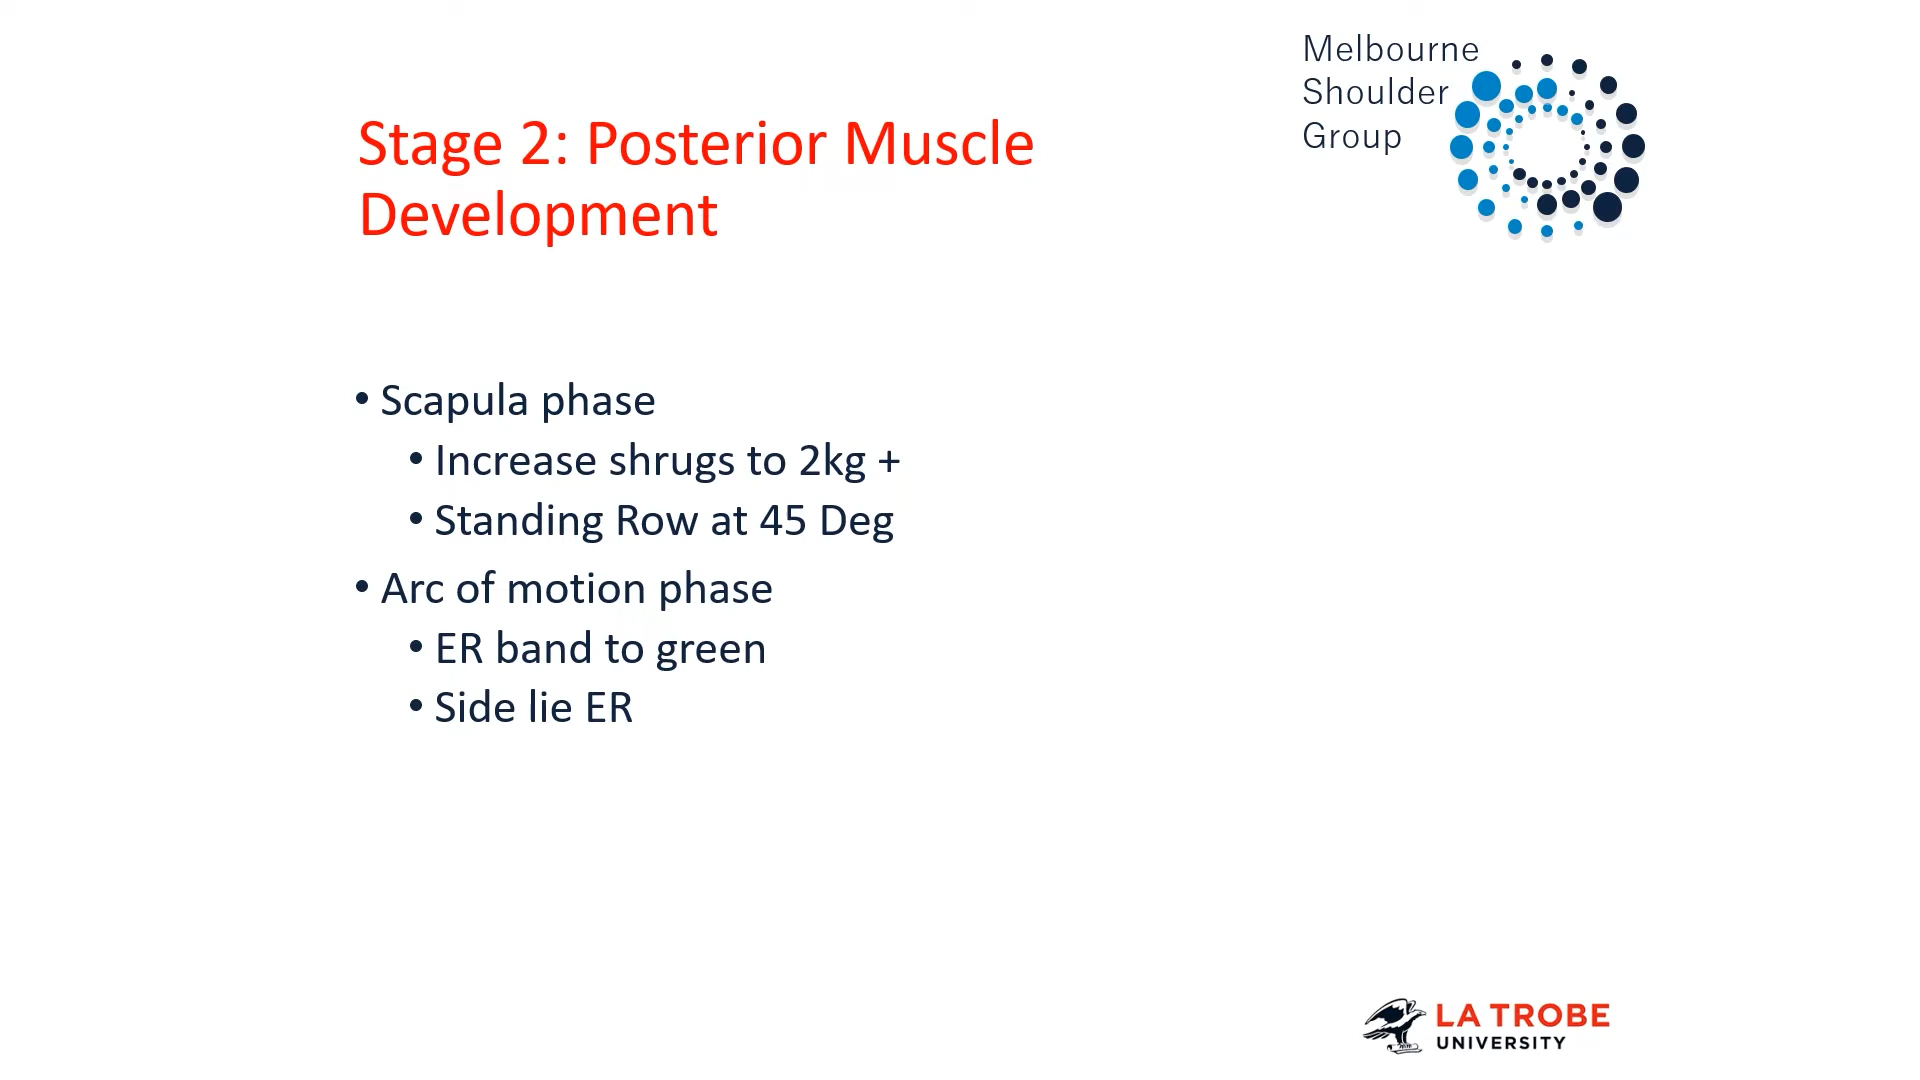 Melbourne
Shoulder
Group
Stage 2: Posterior Muscle
Development
• Scapula phase
• Increase shrugs to 2kg +
• Standing Row at 45 Deg
• Arc of motion phase
• ER band to green
• Side lie ER
LA TROBE
UNIVERSITY